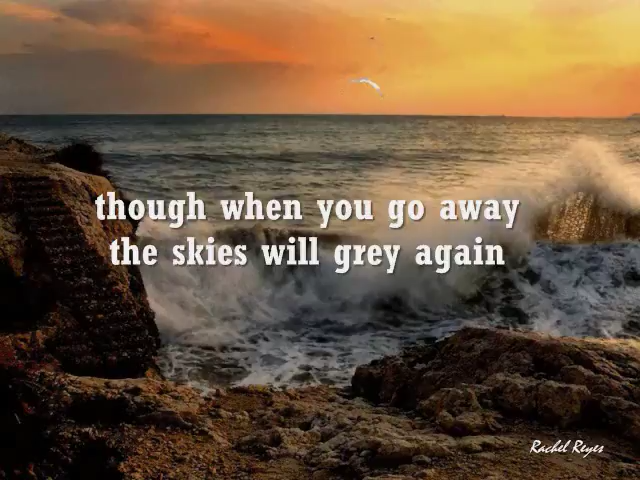 though when you go away
the skies will grey again
Rachel Reyes